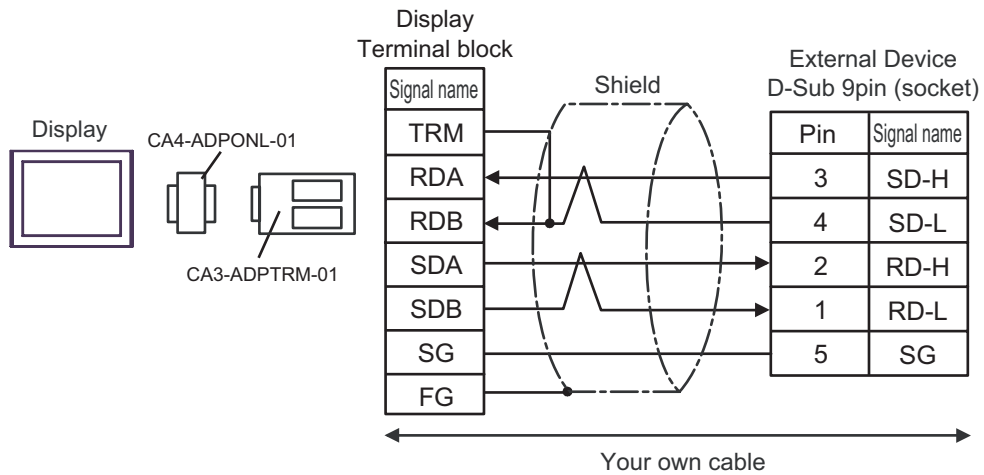 Display
Terminal block
External Device
D-Sub 9pin (socket)
Shield
Display
CA4-ADPONL-01
CA3-ADPTRM-01
Signal name
TRM
RDA
RDB
SDA
SDB
SG
FG
Pin Signal name
3 SD-H
4 SD-L
2 RD-H
1 RD-L
5 SG
Your own cable